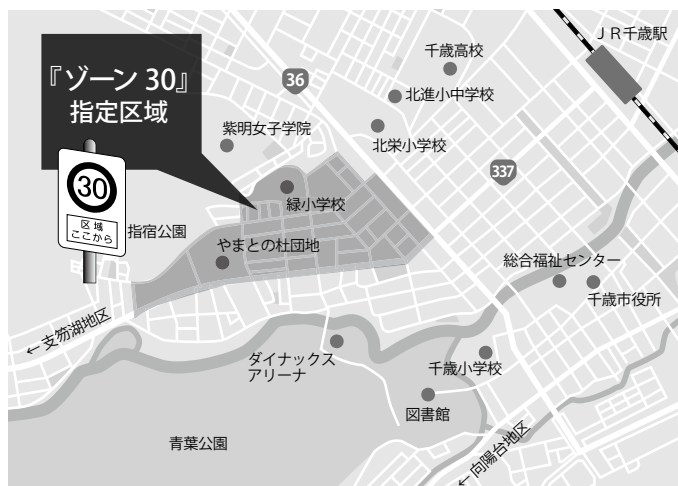 『ゾーン 30』
指定区域
30
区域
ここから
ＪＲ千歳駅
千歳高校
36
北進小中学校
紫明女子学院
北栄小学校
337
緑小学校
指宿公園
やまとの杜団地
総合福祉センター
千歳市役所
← 支笏湖地区
ダイナックス
アリーナ
千歳小学校
図書館
青葉公園
← 向陽台地区